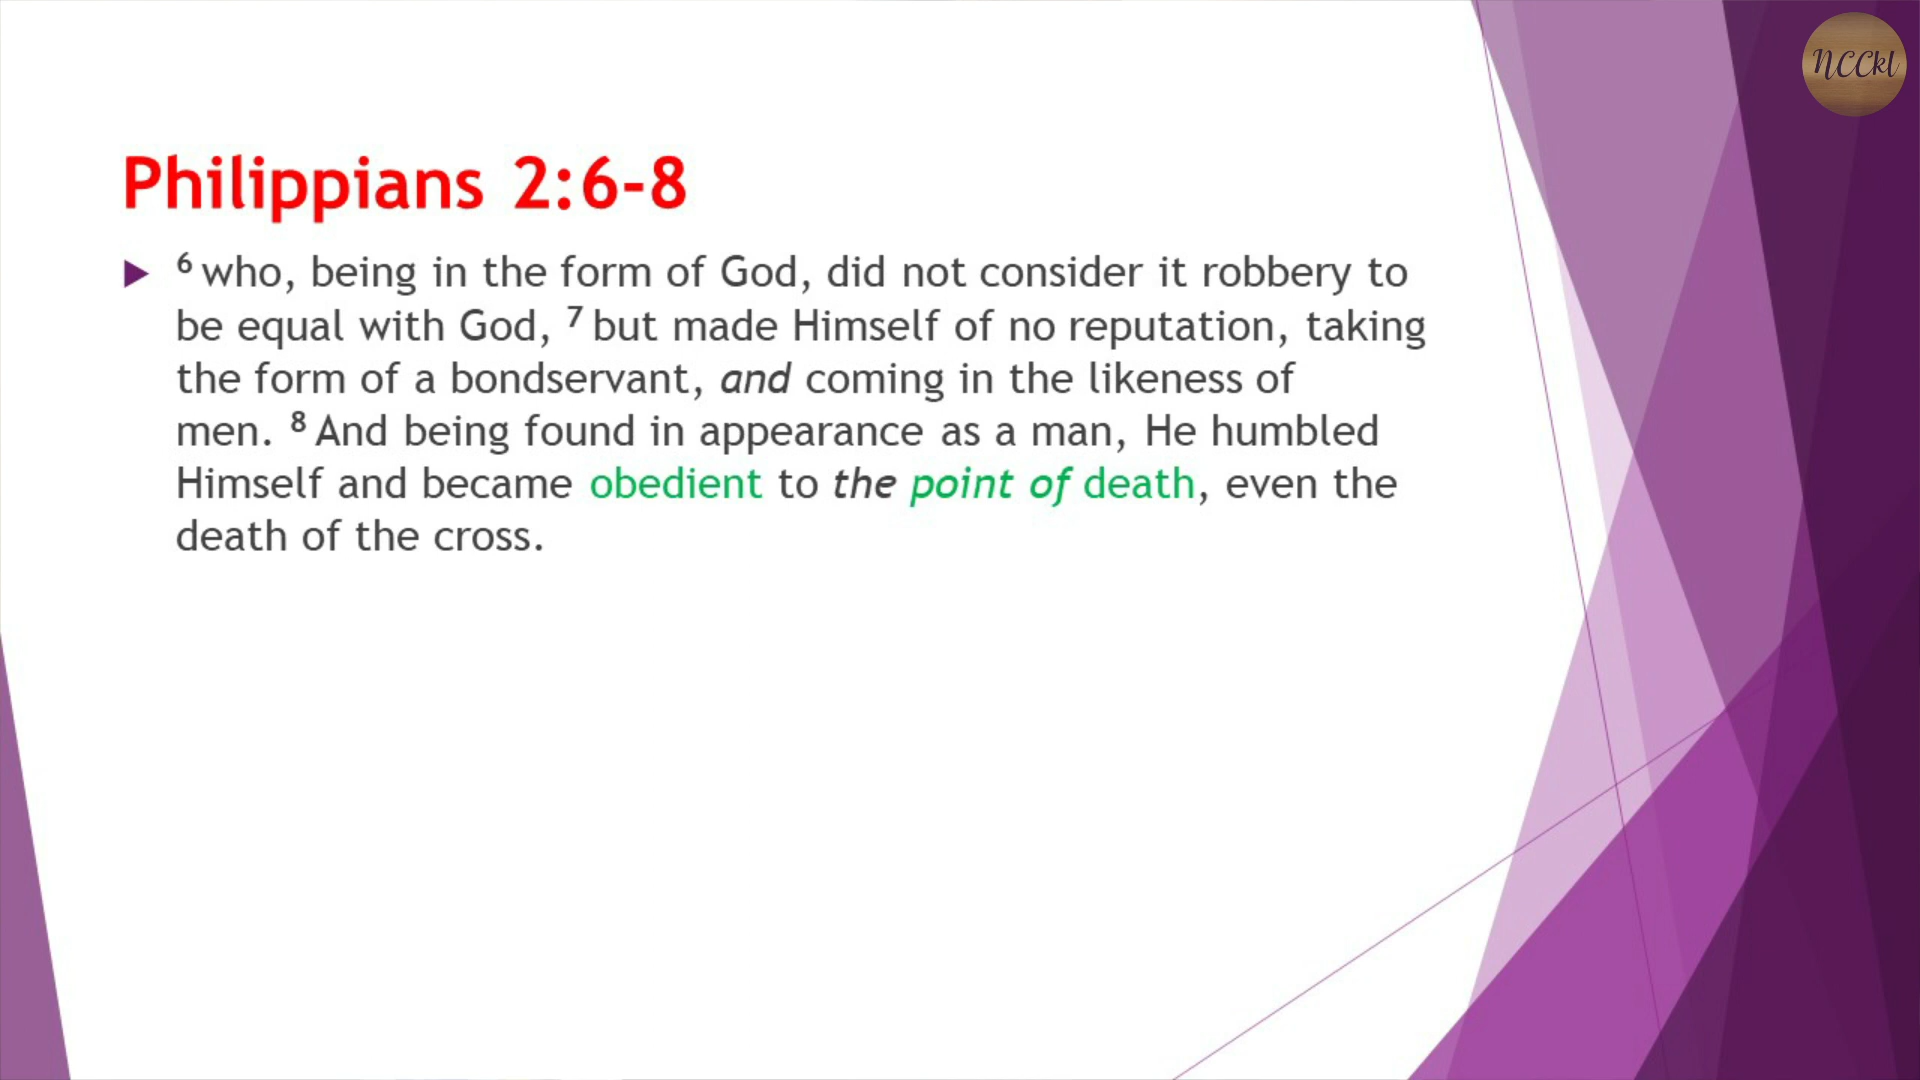 NCCkl
Philippians 2:6-8
▶ ⁶ who, being in the form of God, did not consider it robbery to
be equal with God, ⁷ but made Himself of no reputation, taking
the form of a bondservant, and coming in the likeness of
men. ⁸ And being found in appearance as a man, He humbled
Himself and became obedient to the point of death, even the
death of the cross.